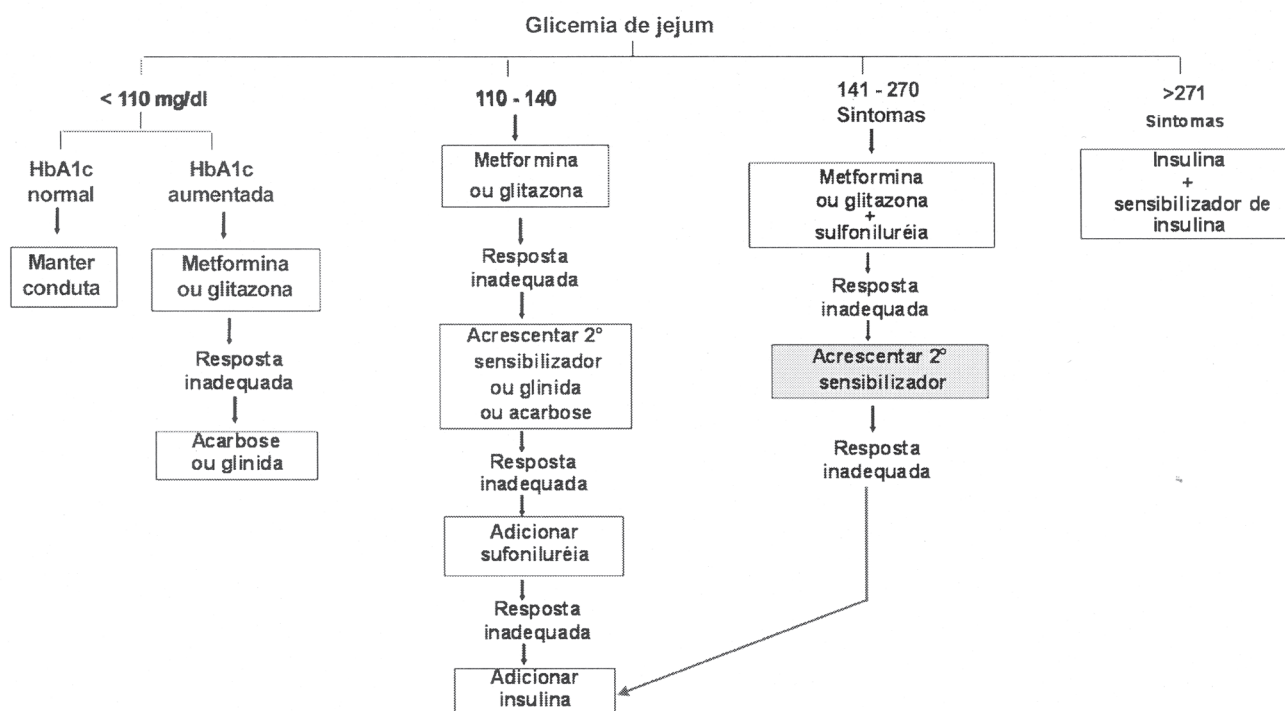 Glicemia de jejum
< 110 mg/dl
HbA1c
normal
Manter
conduta
HbA1c
aumentada
Metformina
ou glitazona
Resposta
inadequada
Acarbose
ou glinida
110 - 140
Metformina
ou glitazona
Resposta
inadequada
Acrescentar 2°
sensibilizador
ou glinida
ou acarbose
Resposta
inadequada
Adicionar
sufoniluréia
Resposta
inadequada
Adicionar
insulina
141 - 270
Sintomas
Metformina
ou glitazona
+
sulfoniluréia
Resposta
inadequada
Acrescentar 2°
sensibilizador
Resposta
inadequada
>271
Sintomas
Insulina
+
sensibilizador de
insulina